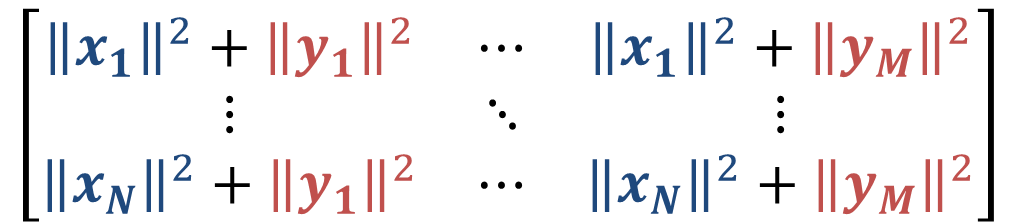 ‖x₁‖² + ‖y₁‖² ⋯ ‖x₁‖² + ‖y_M‖²
⋮ ⋱ ⋮
‖x_N‖² + ‖y₁‖² ⋯ ‖x_N‖² + ‖y_M‖²